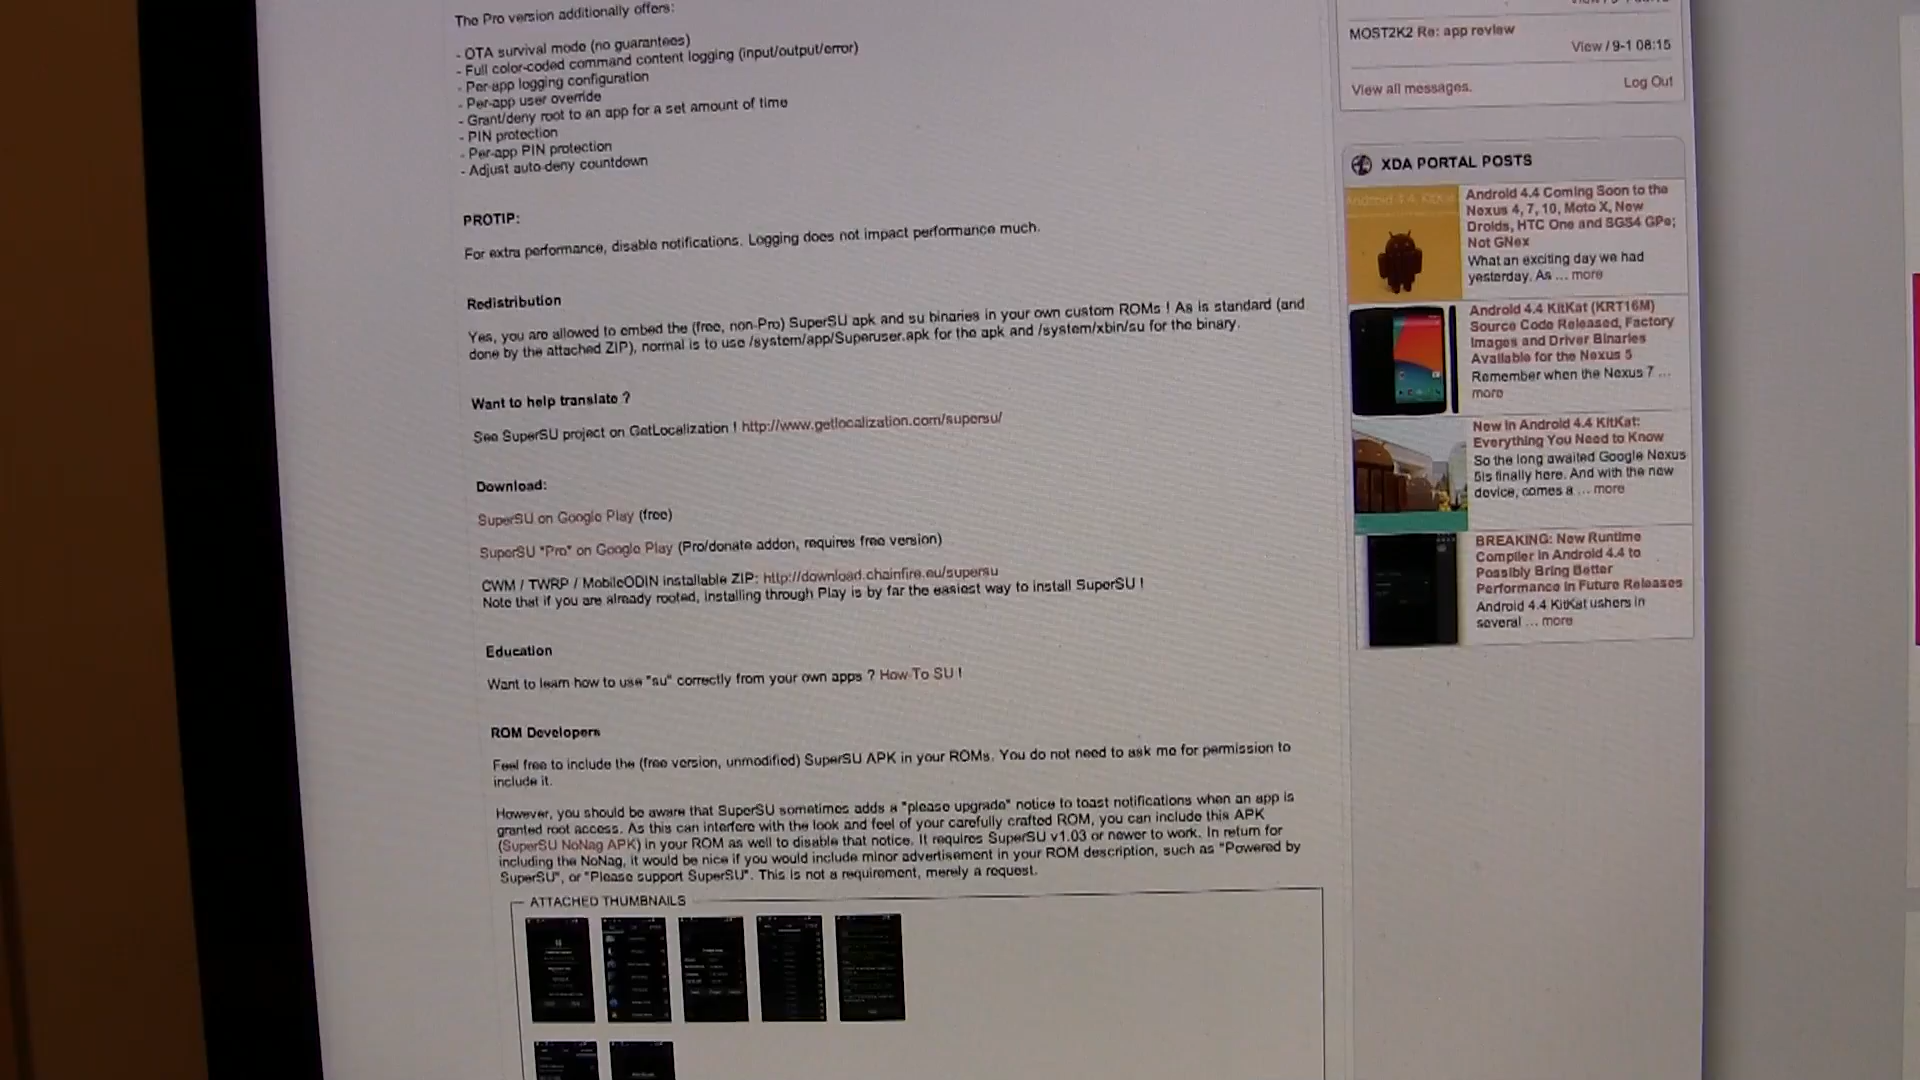 The Pro version additionally offers:
- OTA survival mode (no guarantees)
- Full color-coded command content logging (input/output/error)
- Per-app logging configuration
- Per-app user override
- Grant/deny root to an app for a set amount of time
- PIN protection
- Per-app PIN protection
- Adjust auto-deny countdown
PROTIP:
For extra performance, disable notifications. Logging does not impact performance much.
Redistribution
Yes, you are allowed to embed the (free, non-Pro) SuperSU apk and su binaries in your own custom ROMs ! As is standard (and
done by the attached ZIP), normal is to use /system/app/Superuser.apk for the apk and /system/xbin/su for the binary.
Want to help translate ?
See SuperSU project on GetLocalization ! http://www.getlocalization.com/supersu/
Download:
SuperSU on Google Play (free)
SuperSU "Pro" on Google Play (Pro/donate addon, requires free version)
CWM / TWRP / MobileODIN installable ZIP: http://download.chainfire.eu/supersu
Note that if you are already rooted, installing through Play is by far the easiest way to install SuperSU !
Education
Want to learn how to use "su" correctly from your own apps ? How-To SU !
ROM Developers
Feel free to include the (free version, unmodified) SuperSU APK in your ROMs. You do not need to ask me for permission to
include it.
However, you should be aware that SuperSU sometimes adds a "please upgrade" notice to toast notifications when an app is
granted root access. As this can interfere with the look and feel of your carefully crafted ROM, you can include this APK
(SuperSU NoNag APK) in your ROM as well to disable that notice. It requires SuperSU v1.03 or newer to work. In return for
including the NoNag, it would be nice if you would include minor advertisement in your ROM description, such as "Powered by
SuperSU", or "Please support SuperSU". This is not a requirement, merely a request.
ATTACHED THUMBNAILS
MOST2K2 Re: app review
View / 9-1 08:15
View all messages.
Log Out
XDA PORTAL POSTS
Android 4.4 KitKat
Android 4.4 Coming Soon to the
Nexus 4, 7, 10, Moto X, New
Droids, HTC One and SGS4 GPe;
Not GNex
What an exciting day we had
yesterday. As ... more
Android 4.4 KitKat (KRT16M)
Source Code Released, Factory
Images and Driver Binaries
Available for the Nexus 5
Remember when the Nexus 7 ...
more
New in Android 4.4 KitKat:
Everything You Need to Know
So the long awaited Google Nexus
5is finally here. And with the new
device, comes a ... more
BREAKING: New Runtime
Compiler in Android 4.4 to
Possibly Bring Better
Performance in Future Releases
Android 4.4 KitKat ushers in
several ... more